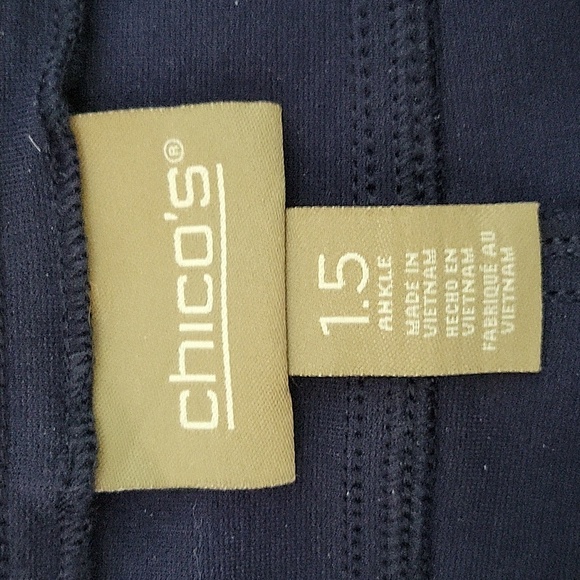 chico's®
1.5
ANKLE
MADE IN
VIETNAM
HECHO EN
VIETNAM
FABRIQUÉ AU
VIETNAM